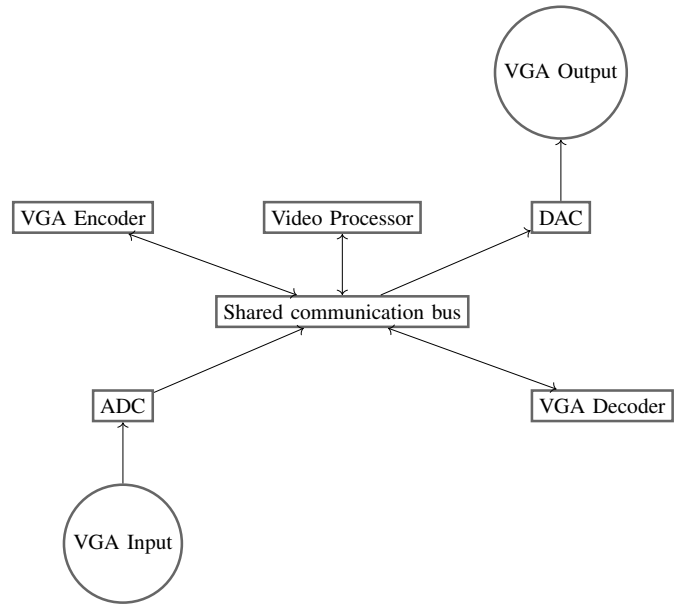 VGA Output
VGA Encoder
Video Processor
DAC
Shared communication bus
ADC
VGA Decoder
VGA Input